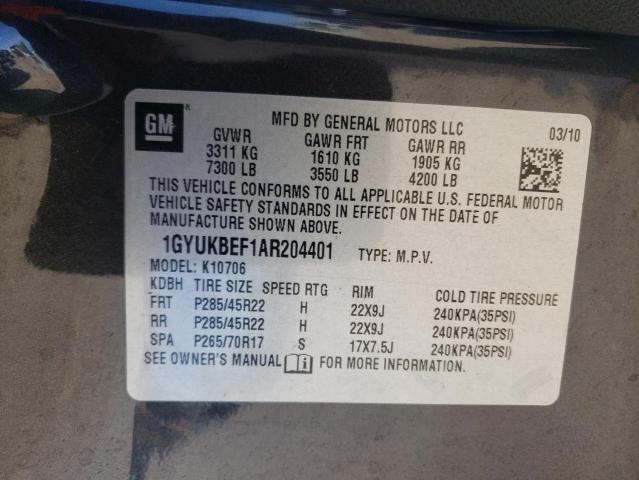 GM
MFD BY GENERAL MOTORS LLC 03/10
GVWR GAWR FRT GAWR RR
3311 KG 1610 KG 1905 KG
7300 LB 3550 LB 4200 LB
THIS VEHICLE CONFORMS TO ALL APPLICABLE U.S. FEDERAL MOTOR
VEHICLE SAFETY STANDARDS IN EFFECT ON THE DATE OF
MANUFACTURE SHOWN ABOVE.
1GYUKBEF1AR204401 TYPE: M.P.V.
MODEL: K10706
KDBH TIRE SIZE SPEED RTG RIM COLD TIRE PRESSURE
FRT P285/45R22 H 22X9J 240KPA(35PSI)
RR P285/45R22 H 22X9J 240KPA(35PSI)
SPA P265/70R17 S 17X7.5J 240KPA(35PSI)
SEE OWNER'S MANUAL i FOR MORE INFORMATION.